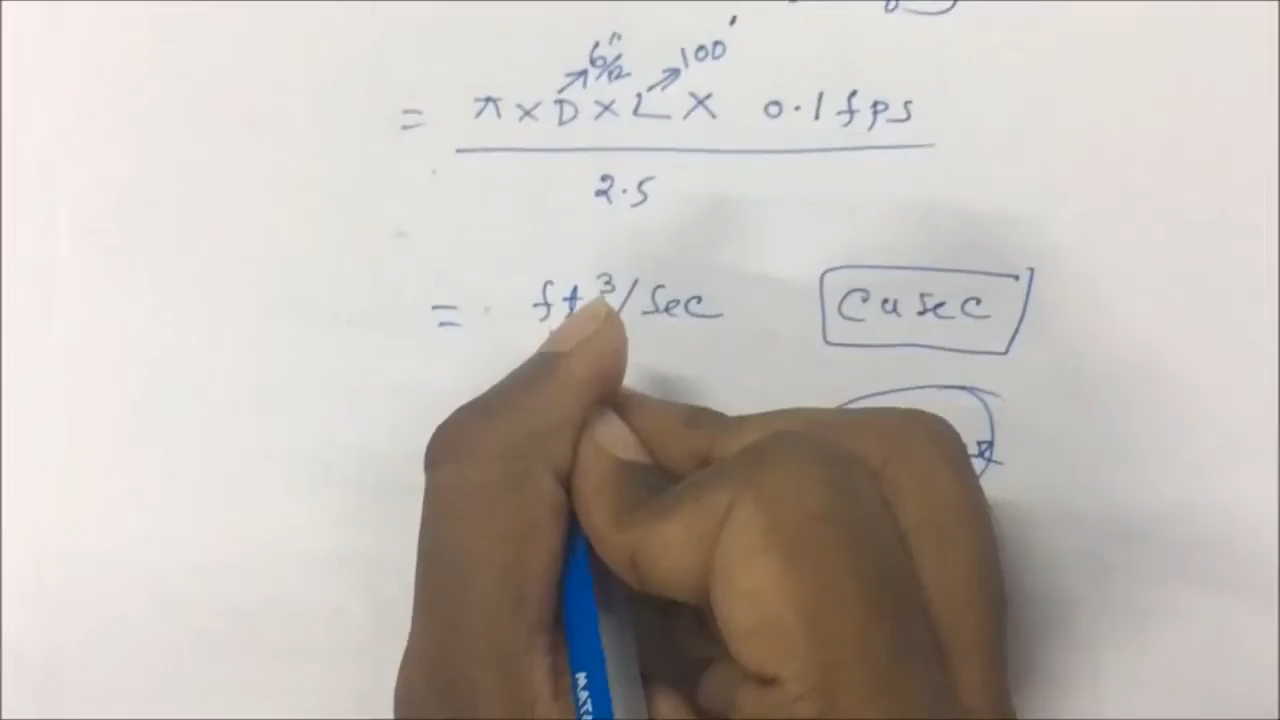 6"/12 100'
= π × D × L × 0.1 fps
2.5
= ft³/sec cusec